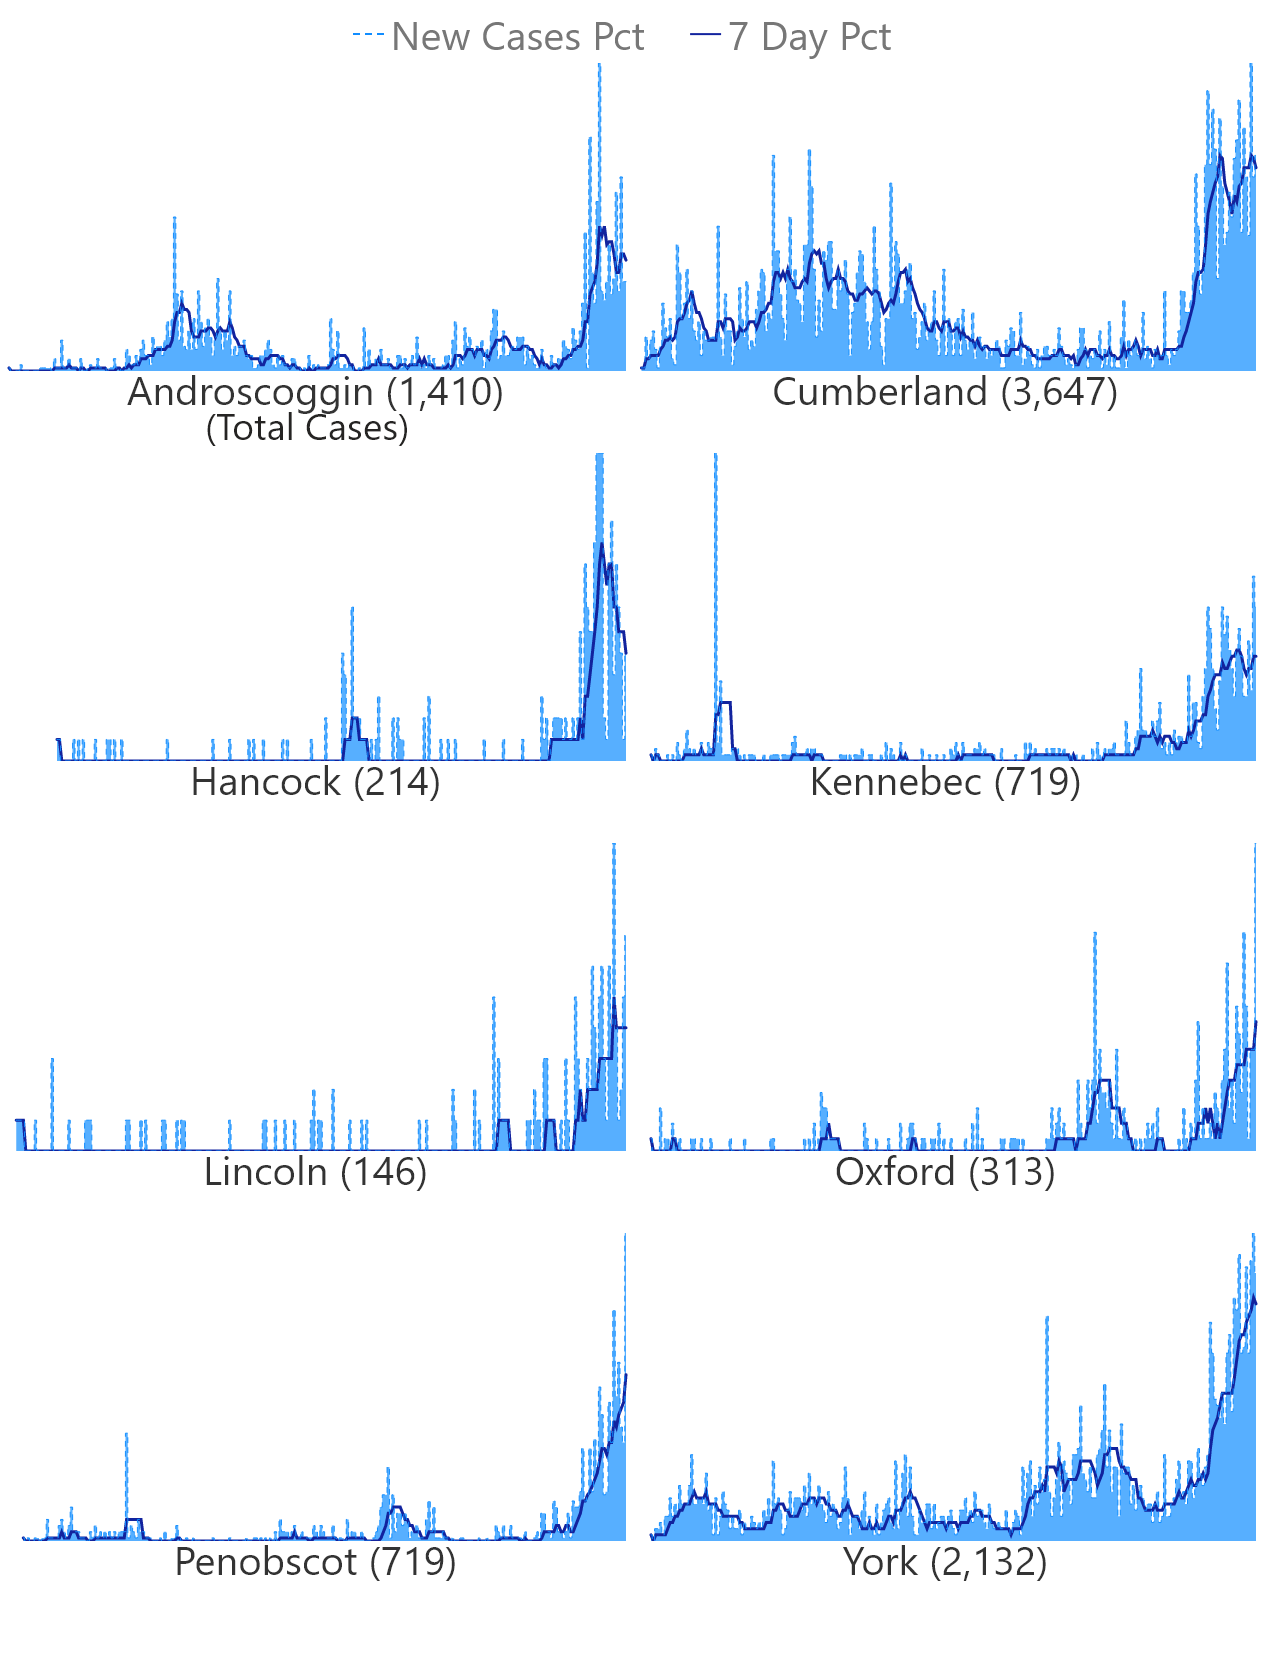 New Cases Pct 7 Day Pct
Androscoggin (1,410)
(Total Cases)
Cumberland (3,647)
Hancock (214)
Kennebec (719)
Lincoln (146)
Oxford (313)
Penobscot (719)
York (2,132)